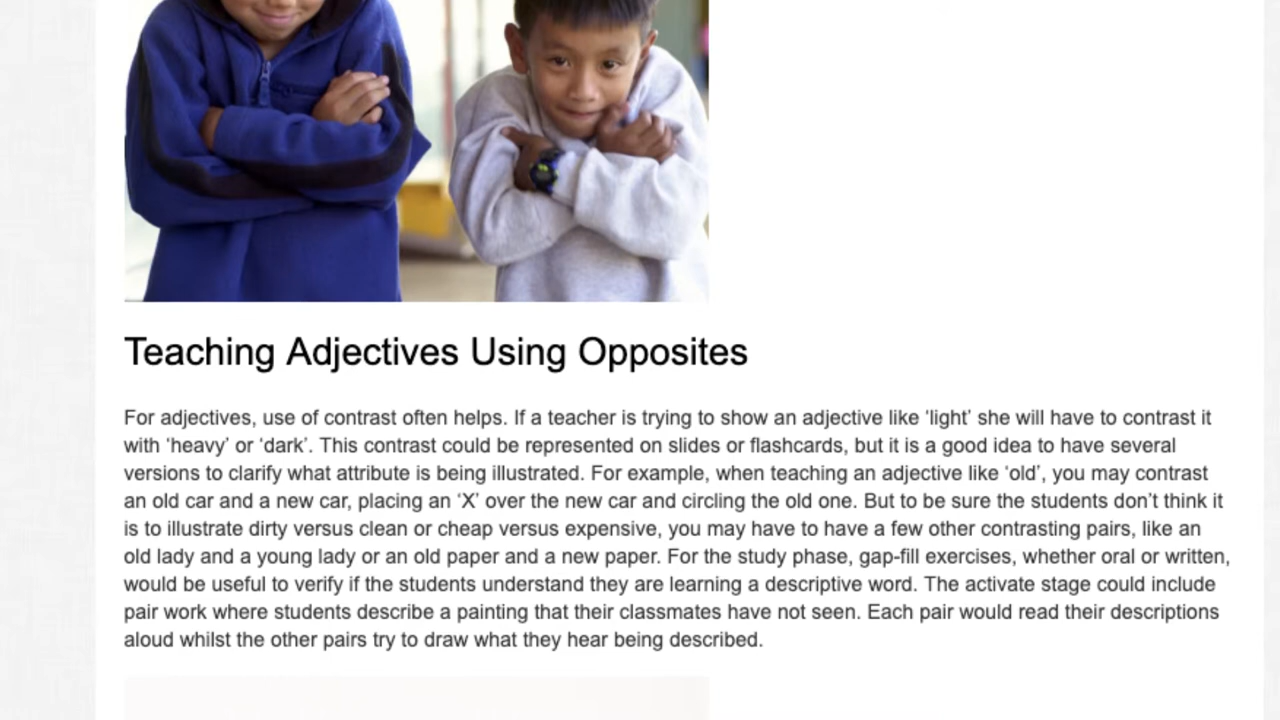 Teaching Adjectives Using Opposites
For adjectives, use of contrast often helps. If a teacher is trying to show an adjective like ‘light’ she will have to contrast it
with ‘heavy’ or ‘dark’. This contrast could be represented on slides or flashcards, but it is a good idea to have several
versions to clarify what attribute is being illustrated. For example, when teaching an adjective like ‘old’, you may contrast
an old car and a new car, placing an ‘X’ over the new car and circling the old one. But to be sure the students don’t think it
is to illustrate dirty versus clean or cheap versus expensive, you may have to have a few other contrasting pairs, like an
old lady and a young lady or an old paper and a new paper. For the study phase, gap-fill exercises, whether oral or written,
would be useful to verify if the students understand they are learning a descriptive word. The activate stage could include
pair work where students describe a painting that their classmates have not seen. Each pair would read their descriptions
aloud whilst the other pairs try to draw what they hear being described.